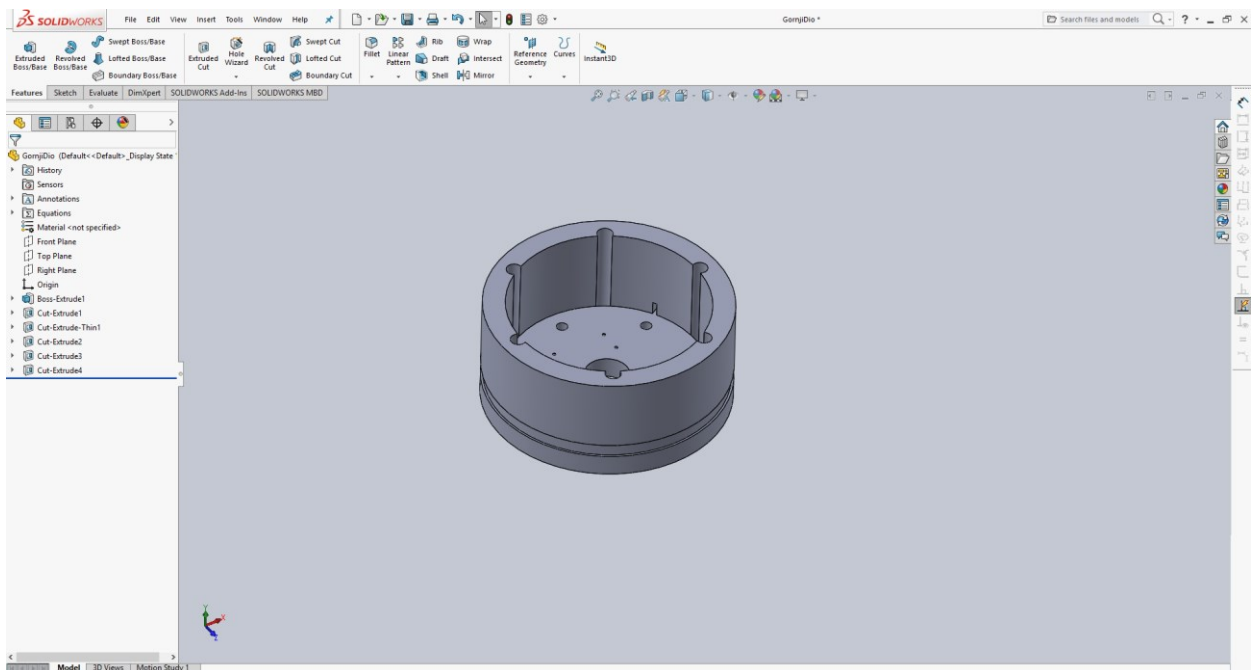 SOLIDWORKS File Edit View Insert Tools Window Help GornjiDio * Search files and models
Extruded Boss/Base
Revolved Boss/Base
Swept Boss/Base
Lofted Boss/Base
Boundary Boss/Base
Extruded Cut
Hole Wizard
Revolved Cut
Swept Cut
Lofted Cut
Boundary Cut
Fillet
Linear Pattern
Rib
Draft
Shell
Wrap
Intersect
Mirror
Reference Geometry
Curves
Instant3D
Features Sketch Evaluate DimXpert SOLIDWORKS Add-Ins SOLIDWORKS MBD
GornjiDio (Default<<Default>_Display State
History
Sensors
Annotations
Equations
Material <not specified>
Front Plane
Top Plane
Right Plane
Origin
Boss-Extrude1
Cut-Extrude1
Cut-Extrude-Thin1
Cut-Extrude2
Cut-Extrude3
Cut-Extrude4
Y
X
Z
Model 3D Views Motion Study 1